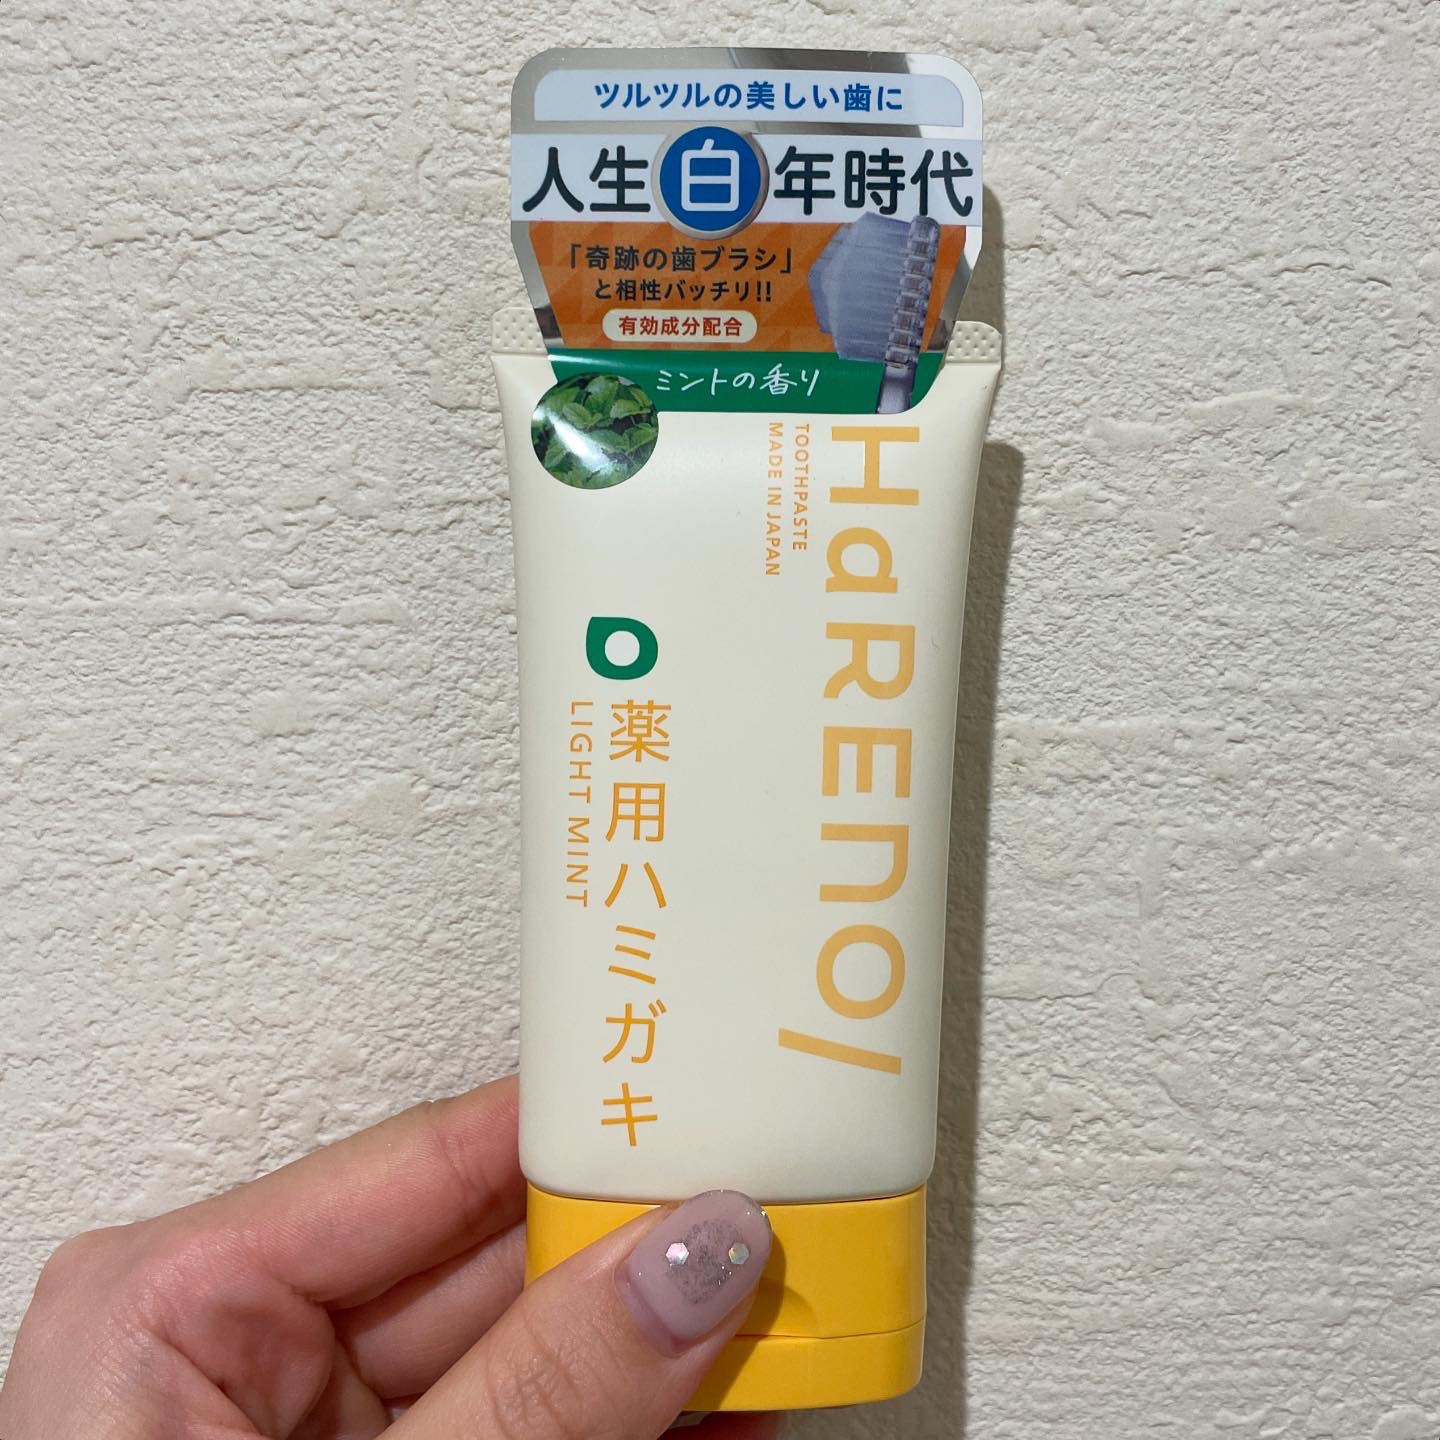 ツルツルの美しい歯に
人生白年時代
「奇跡の歯ブラシ」
と相性バッチリ!!
有効成分配合
ミントの香り
HaRENO/
TOOTHPASTE
MADE IN JAPAN
薬用ハミガキ
LIGHT MINT